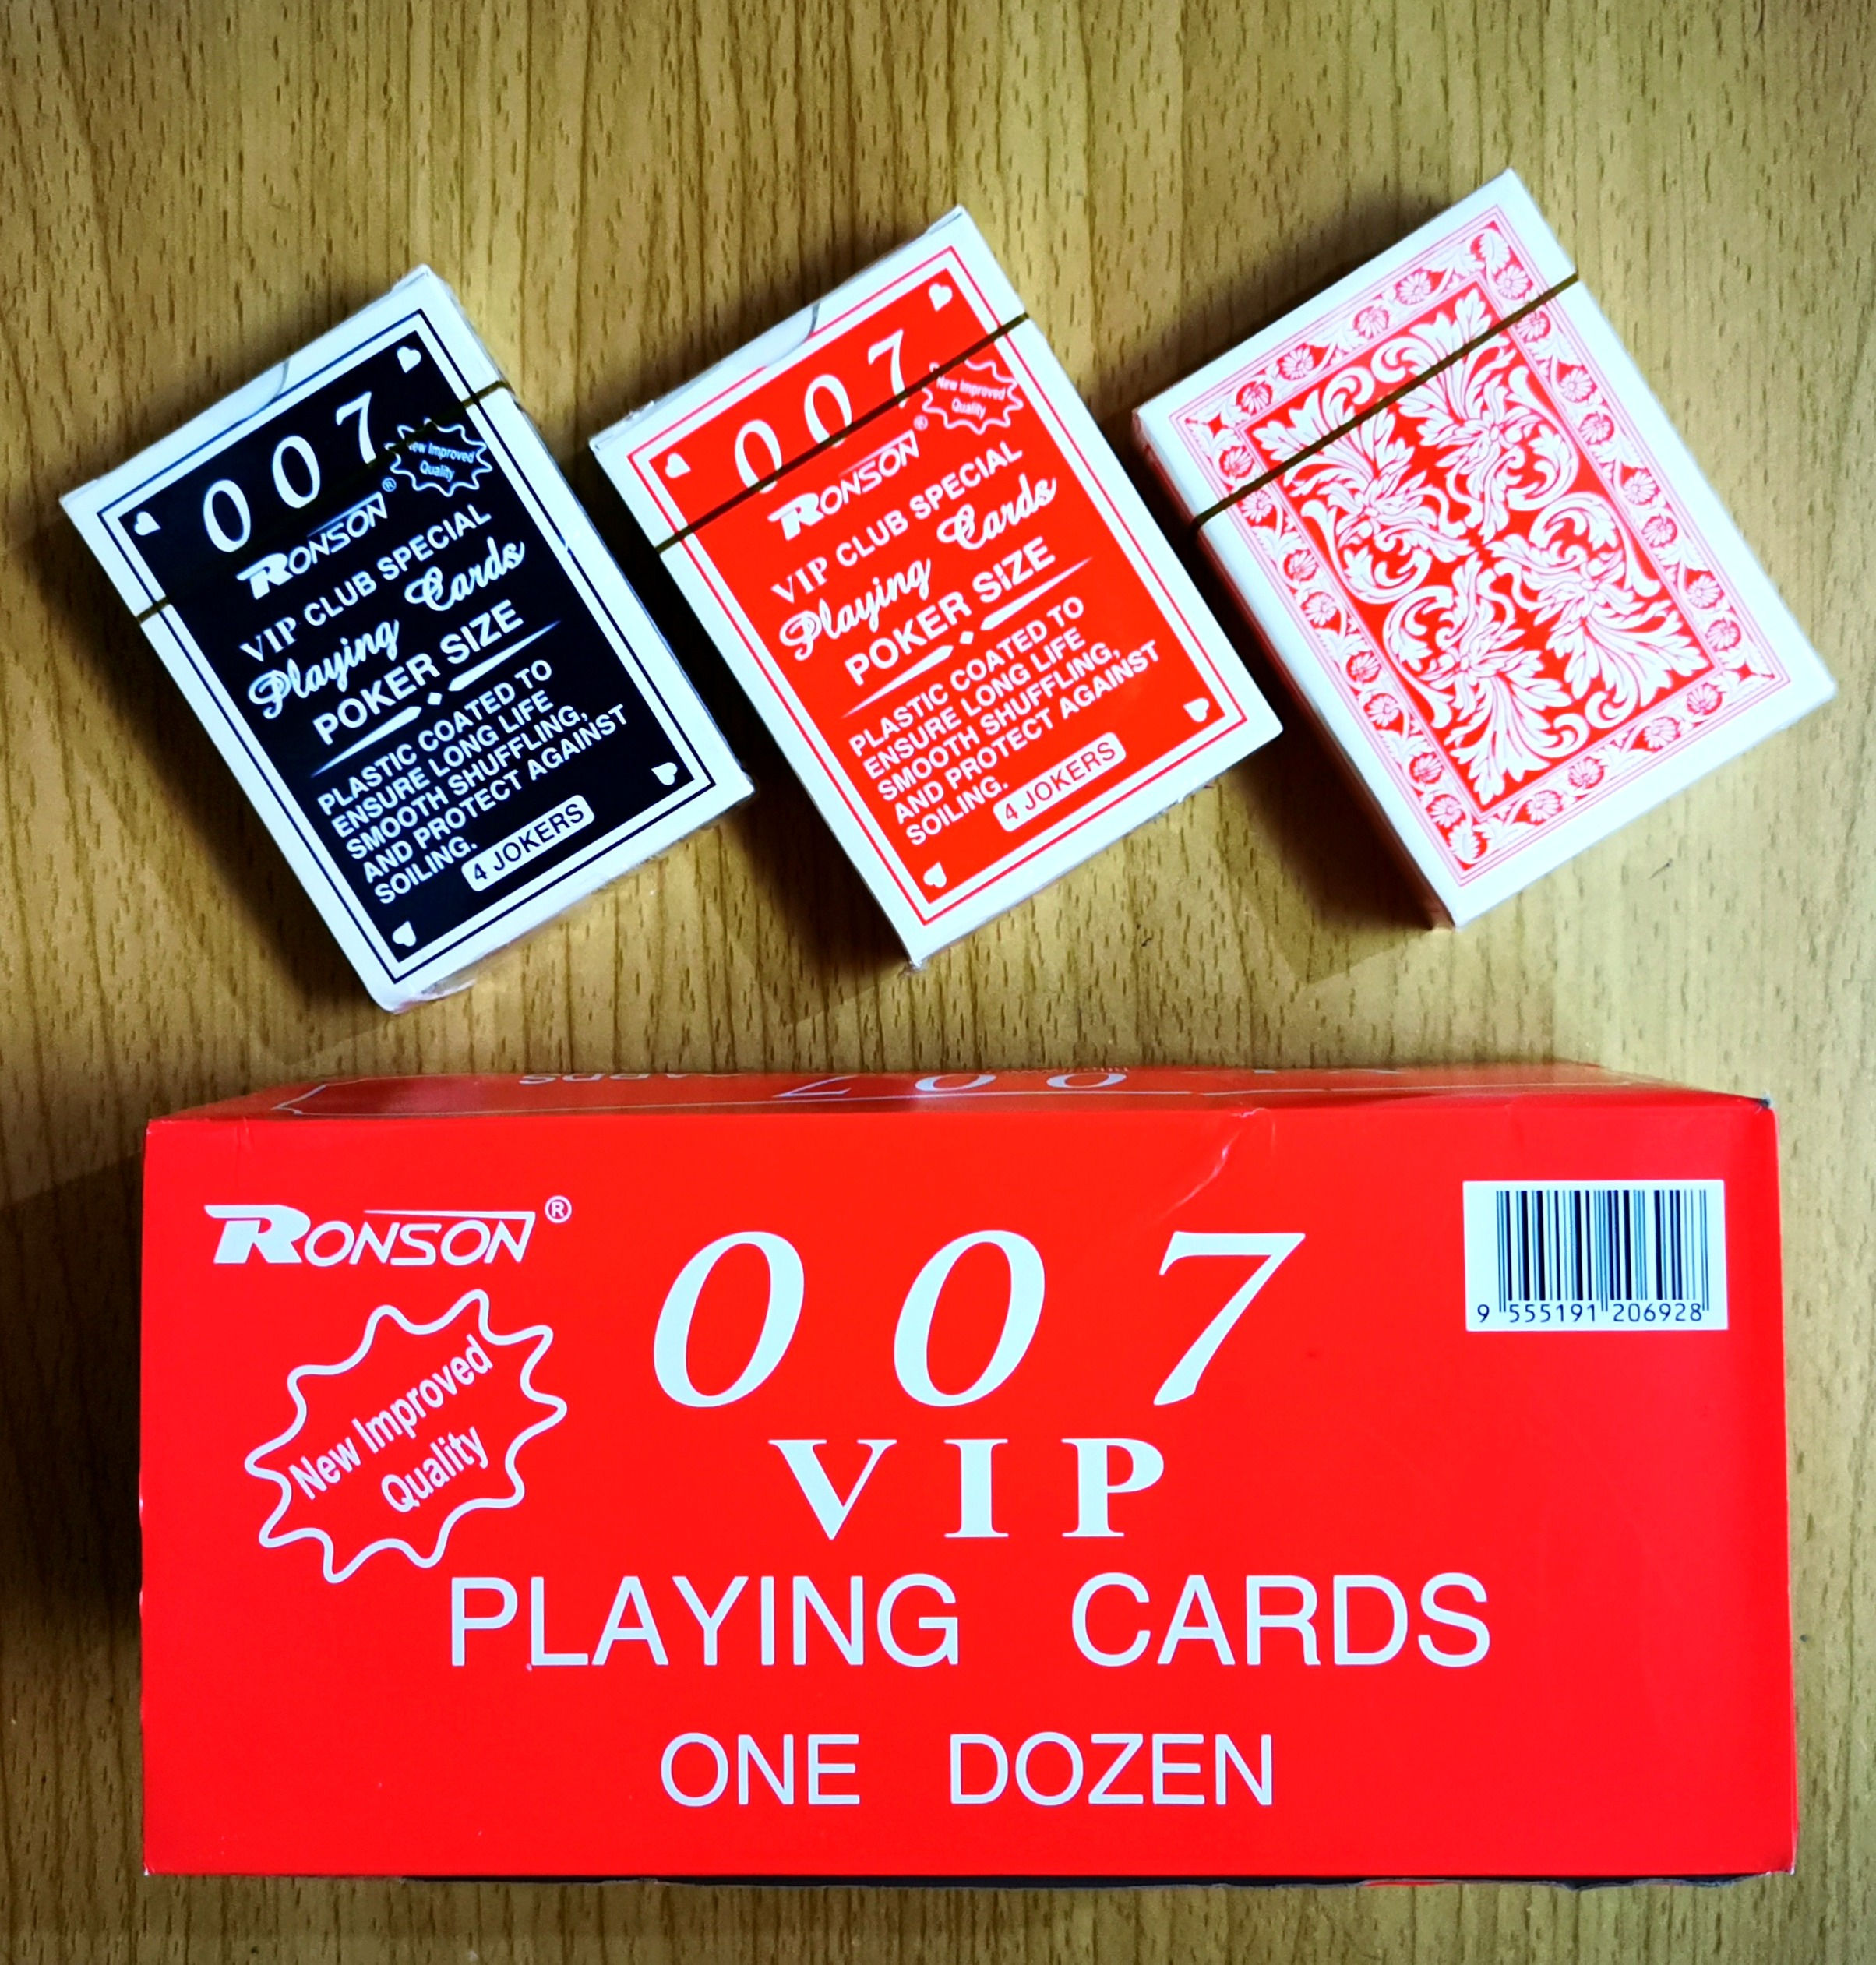 007
New Improved
Quality
RONSON®
VIP CLUB SPECIAL
Playing Cards
POKER SIZE
PLASTIC COATED TO
ENSURE LONG LIFE
SMOOTH SHUFFLING,
AND PROTECT AGAINST
SOILING.
4 JOKERS
007
New Improved
Quality
RONSON®
VIP CLUB SPECIAL
Playing Cards
POKER SIZE
PLASTIC COATED TO
ENSURE LONG LIFE
SMOOTH SHUFFLING,
AND PROTECT AGAINST
SOILING.
4 JOKERS
007
RONSON®
007
9 555191 206928
New Improved
Quality
VIP
PLAYING CARDS
ONE DOZEN